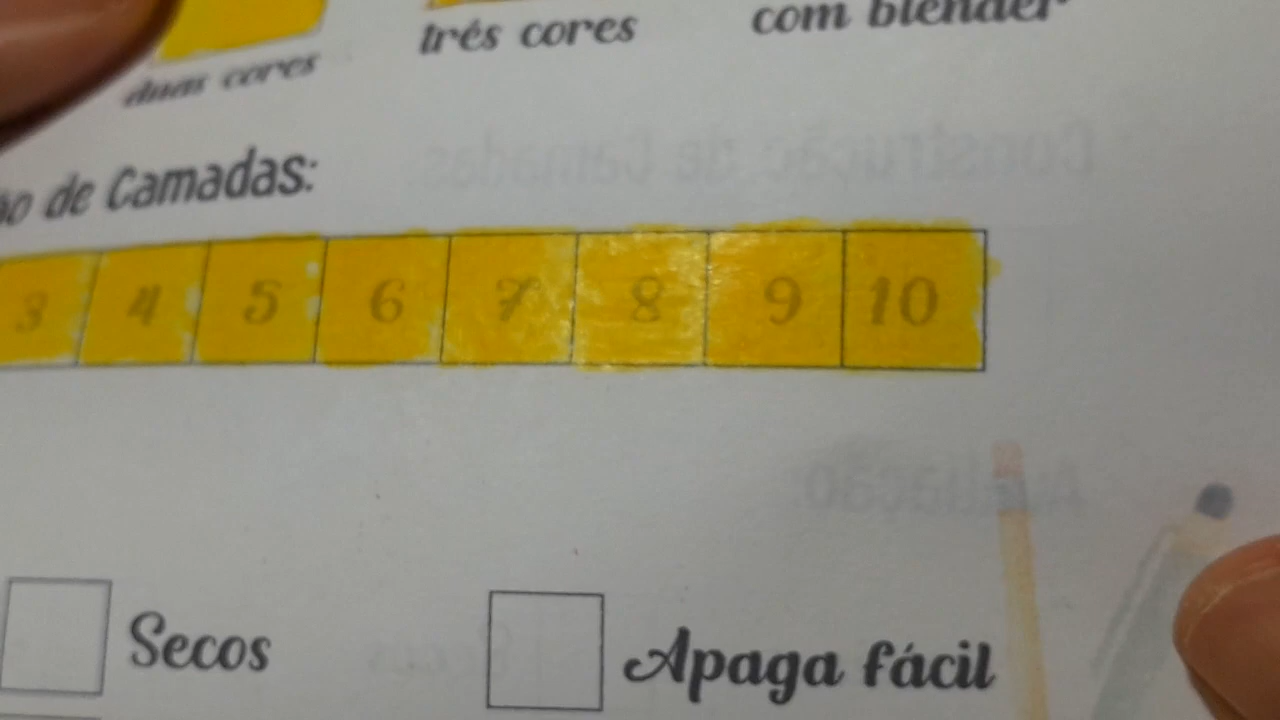 duas cores
três cores
com blender
ão de Camadas:
3 4 5 6 7 8 9 10
Secos
Apaga fácil